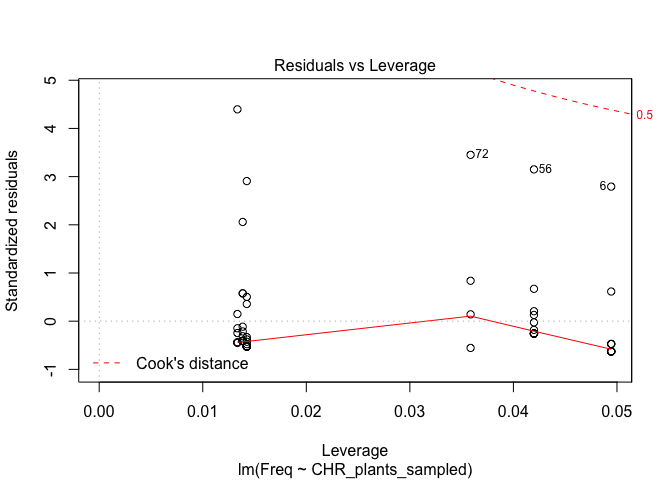 Residuals vs Leverage
Standardized residuals
5
4
3
2
1
0
-1
0.5
72
56
6
Cook's distance
0.00 0.01 0.02 0.03 0.04 0.05
Leverage
lm(Freq ~ CHR_plants_sampled)